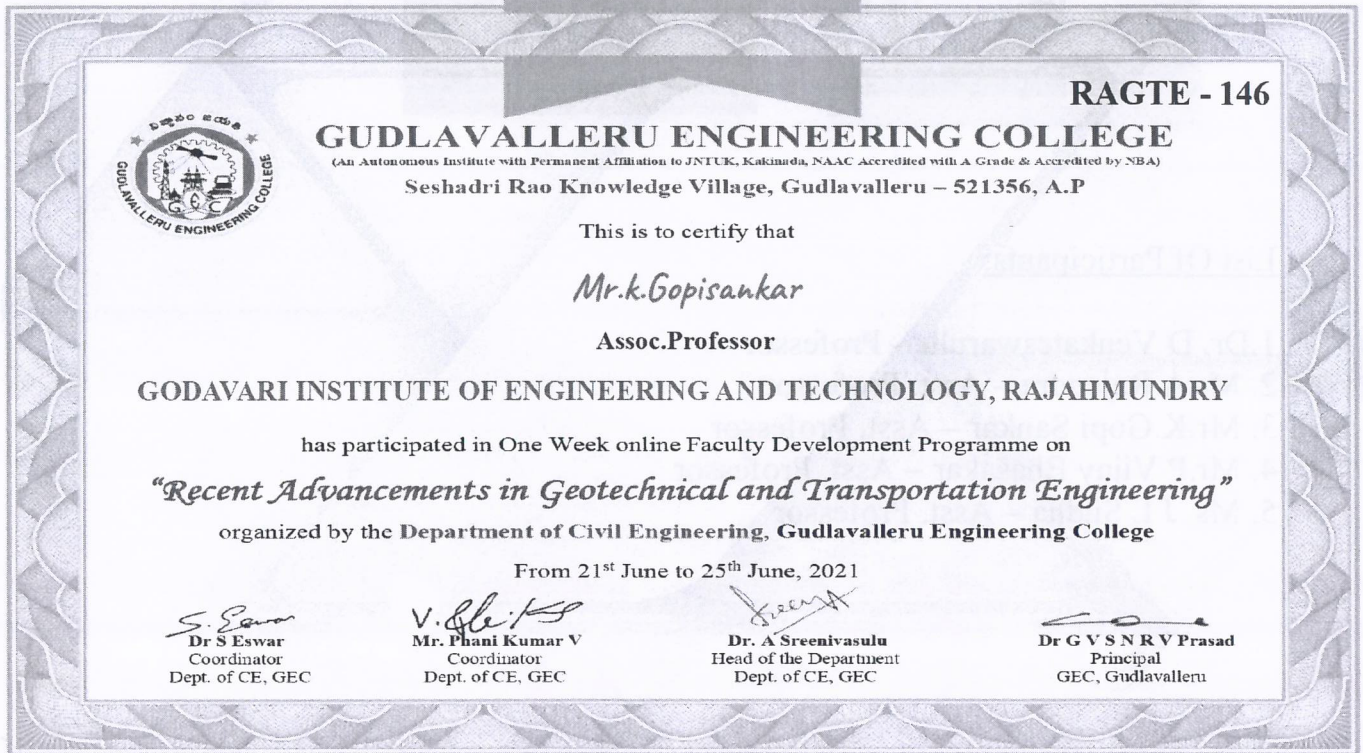 RAGTE - 146
GUDLAVALLERU ENGINEERING COLLEGE
(An Autonomous Institute with Permanent Affiliation to JNTUK, Kakinada, NAAC Accredited with A Grade & Accredited by NBA)
Seshadri Rao Knowledge Village, Gudlavalleru – 521356, A.P
GUDLAVALLERU ENGINEERING COLLEGE
G E C
This is to certify that
Mr.k.Gopisankar
Assoc.Professor
GODAVARI INSTITUTE OF ENGINEERING AND TECHNOLOGY, RAJAHMUNDRY
has participated in One Week online Faculty Development Programme on
“Recent Advancements in Geotechnical and Transportation Engineering”
organized by the Department of Civil Engineering, Gudlavalleru Engineering College
From 21st June to 25th June, 2021
S. Eswar
Dr S Eswar
Coordinator
Dept. of CE, GEC
Mr. Phani Kumar V
Coordinator
Dept. of CE, GEC
Dr. A Sreenivasulu
Head of the Department
Dept. of CE, GEC
Dr G V S N R V Prasad
Principal
GEC, Gudlavalleru